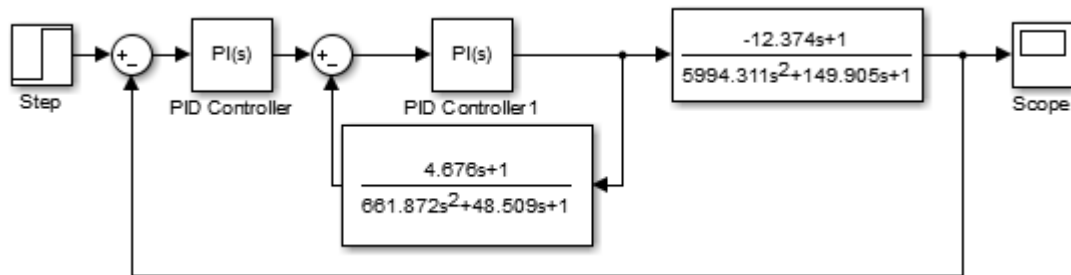 Step
+
−
PI(s)
PID Controller
+
−
PI(s)
PID Controller1
-12.374s+1
5994.311s²+149.905s+1
Scope
4.676s+1
661.872s²+48.509s+1